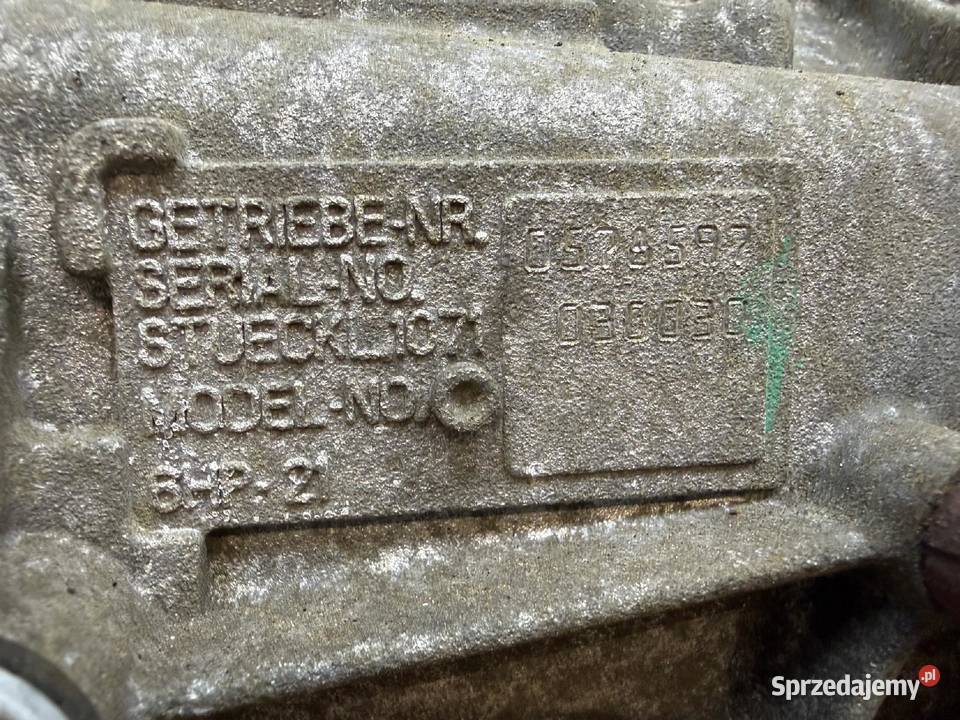 GETRIEBE-NR.
SERIAL-NO.
STUECKL.1071
MODEL-NO.
6HP-21
030030
Sprzedajemy.pl